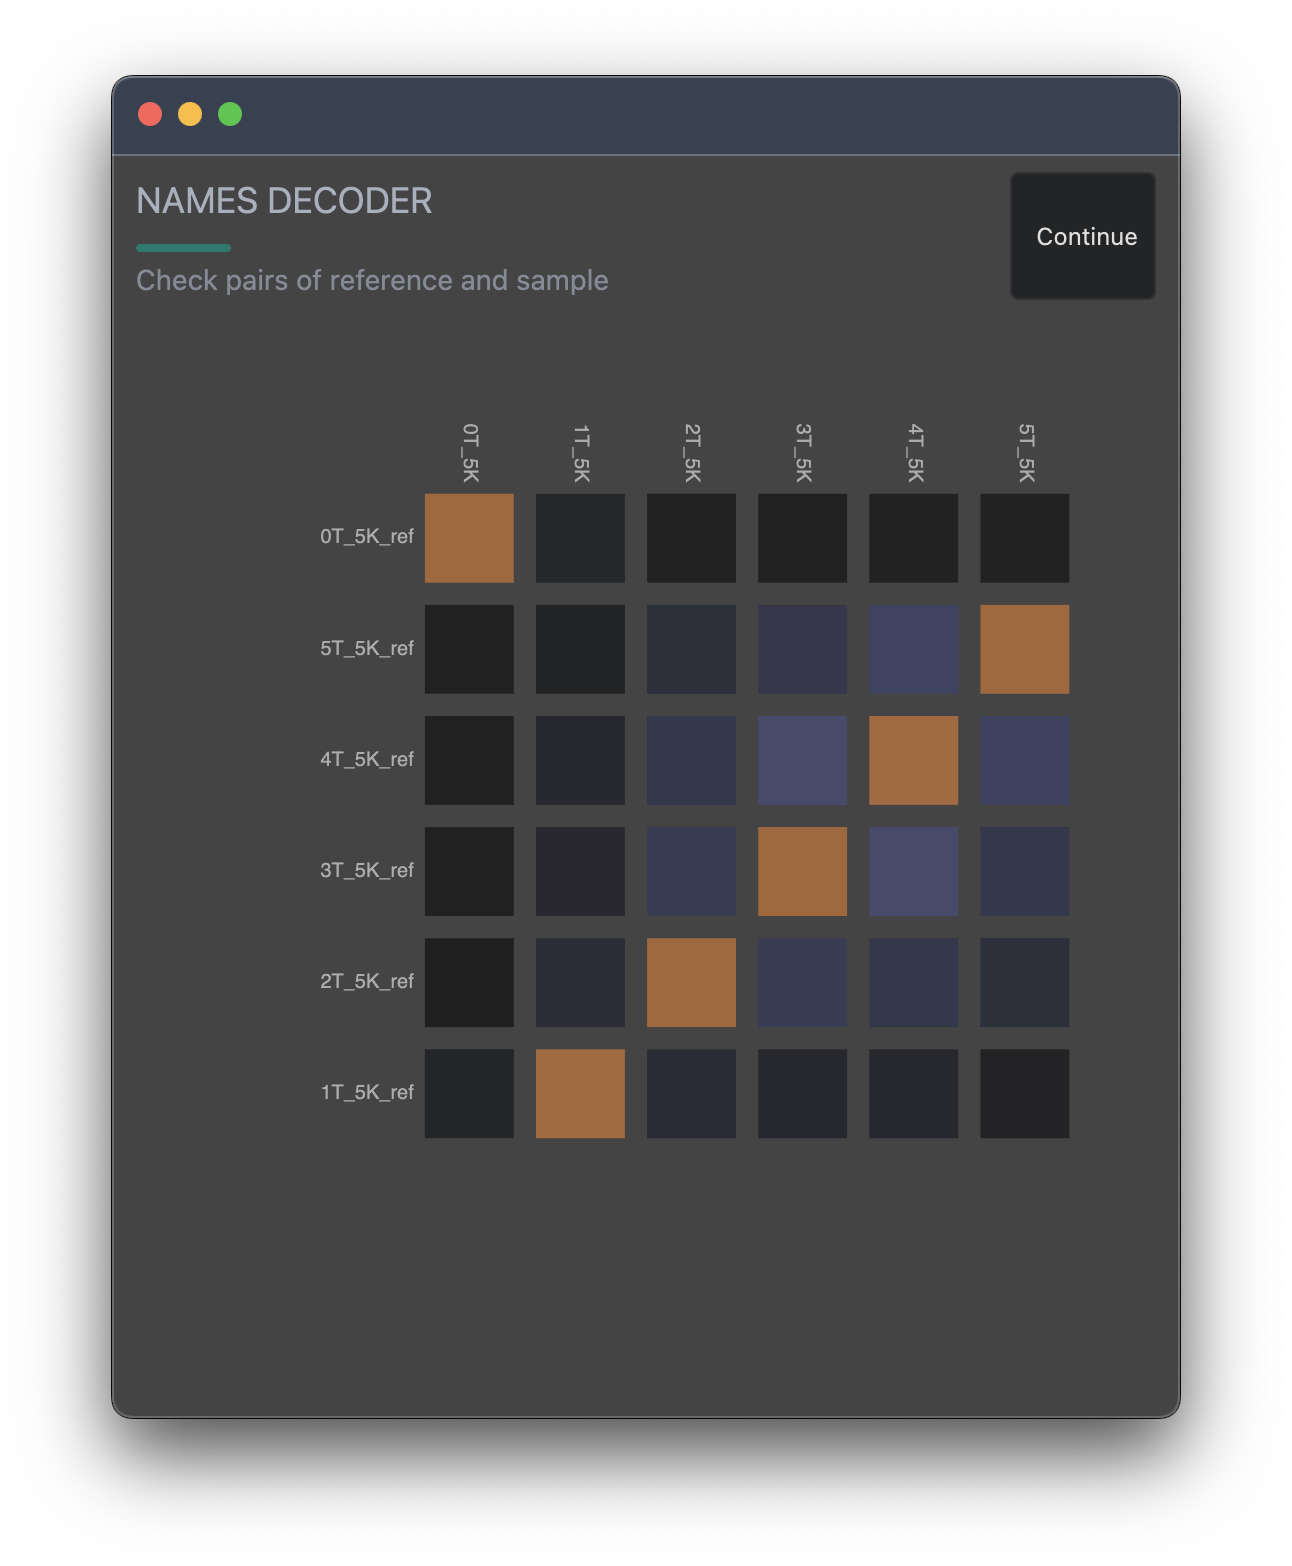 NAMES DECODER
Continue
Check pairs of reference and sample
0T_5K
1T_5K
2T_5K
3T_5K
4T_5K
5T_5K
0T_5K_ref
5T_5K_ref
4T_5K_ref
3T_5K_ref
2T_5K_ref
1T_5K_ref